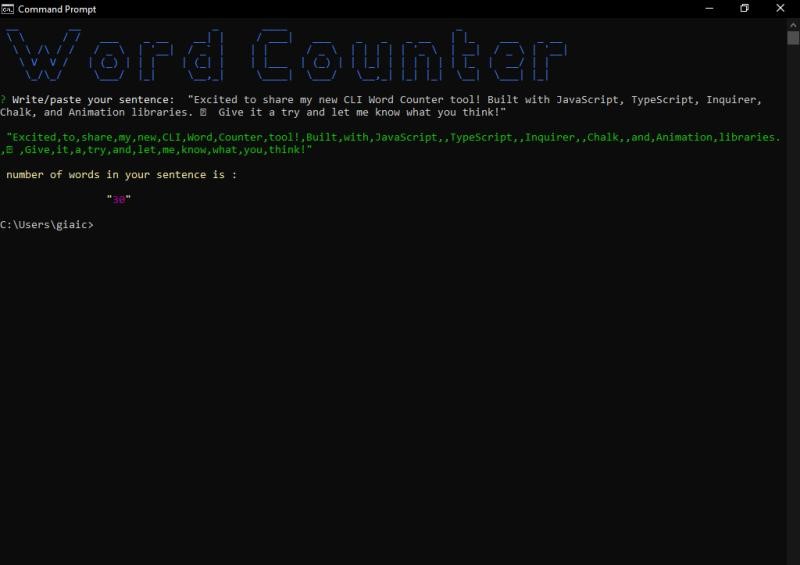 Command Prompt
Word Counter
? Write/paste your sentence:  "Excited to share my new CLI Word Counter tool! Built with JavaScript, TypeScript, Inquirer,
Chalk, and Animation libraries. ⍰  Give it a try and let me know what you think!"
"Excited,to,share,my,new,CLI,Word,Counter,tool!,Built,with,JavaScript,,TypeScript,,Inquirer,,Chalk,,and,Animation,libraries.
,⍰ ,Give,it,a,try,and,let,me,know,what,you,think!"
number of words in your sentence is :
"30"
C:\Users\giaic>